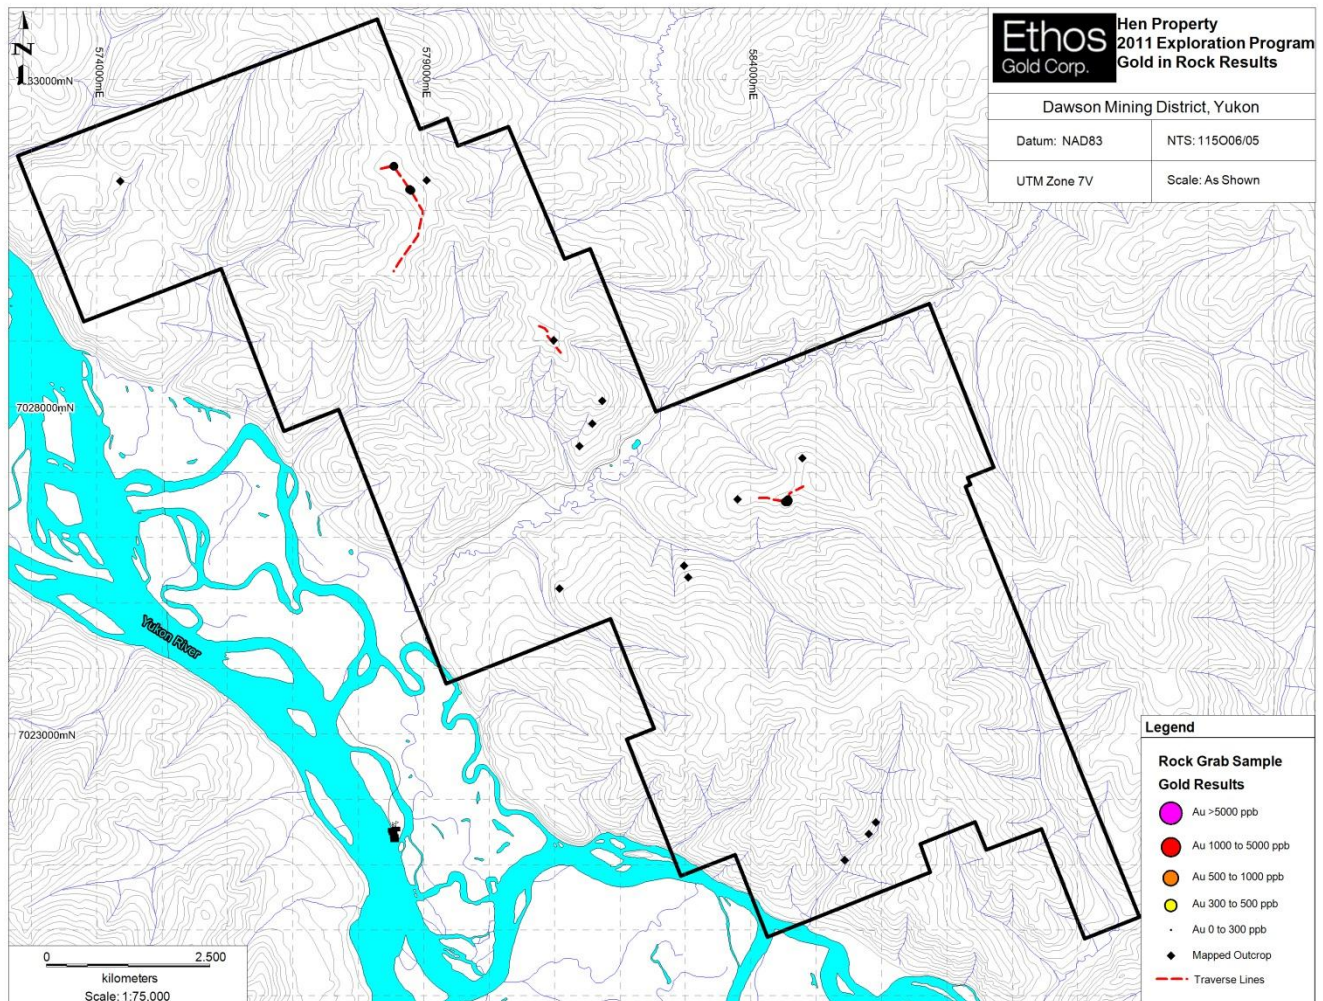 N
Ethos
Gold Corp.
Hen Property
2011 Exploration Program
Gold in Rock Results
Dawson Mining District, Yukon
Datum: NAD83
NTS: 115O06/05
UTM Zone 7V
Scale: As Shown
574000mE
579000mE
584000mE
33000mN
7028000mN
7023000mN
Yukon River
Legend
Rock Grab Sample
Gold Results
Au >5000 ppb
Au 1000 to 5000 ppb
Au 500 to 1000 ppb
Au 300 to 500 ppb
Au 0 to 300 ppb
Mapped Outcrop
Traverse Lines
0 2.500
kilometers
Scale: 1:75,000